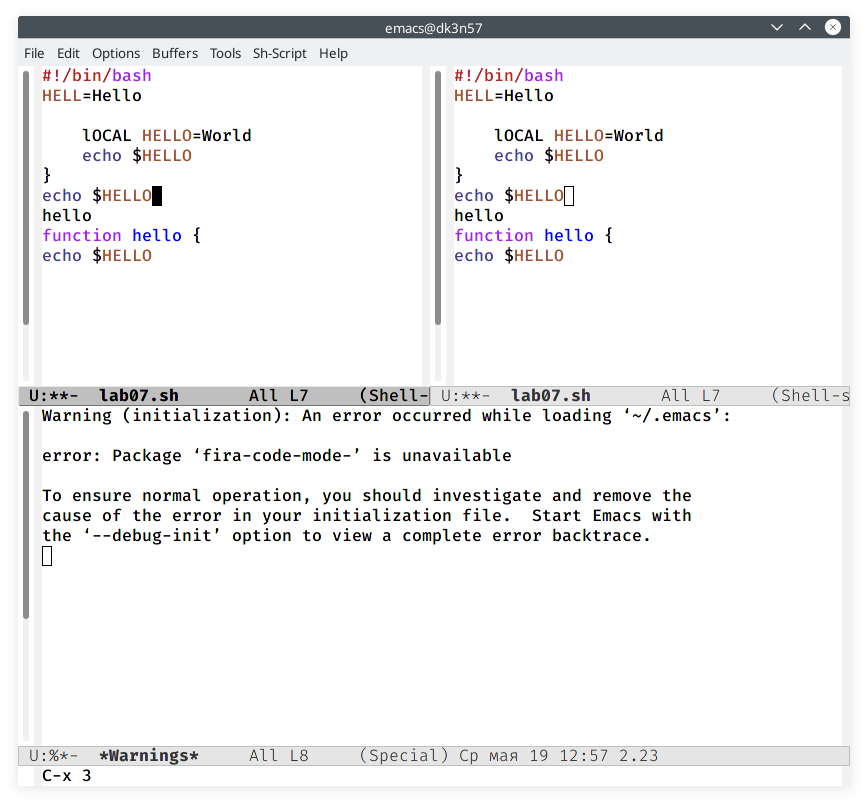 emacs@dk3n57
File Edit Options Buffers Tools Sh-Script Help
#!/bin/bash
HELL=Hello
    lOCAL HELLO=World
    echo $HELLO
}
echo $HELLO
hello
function hello {
echo $HELLO
U:**-  lab07.sh       All L7     (Shell-
#!/bin/bash
HELL=Hello
    lOCAL HELLO=World
    echo $HELLO
}
echo $HELLO
hello
function hello {
echo $HELLO
U:**-  lab07.sh       All L7     (Shell-s
Warning (initialization): An error occurred while loading ‘~/.emacs’:
error: Package ‘fira-code-mode-’ is unavailable
To ensure normal operation, you should investigate and remove the
cause of the error in your initialization file.  Start Emacs with
the ‘--debug-init’ option to view a complete error backtrace.
U:%*-  *Warnings*     All L8     (Special) Ср мая 19 12:57 2.23
C-x 3